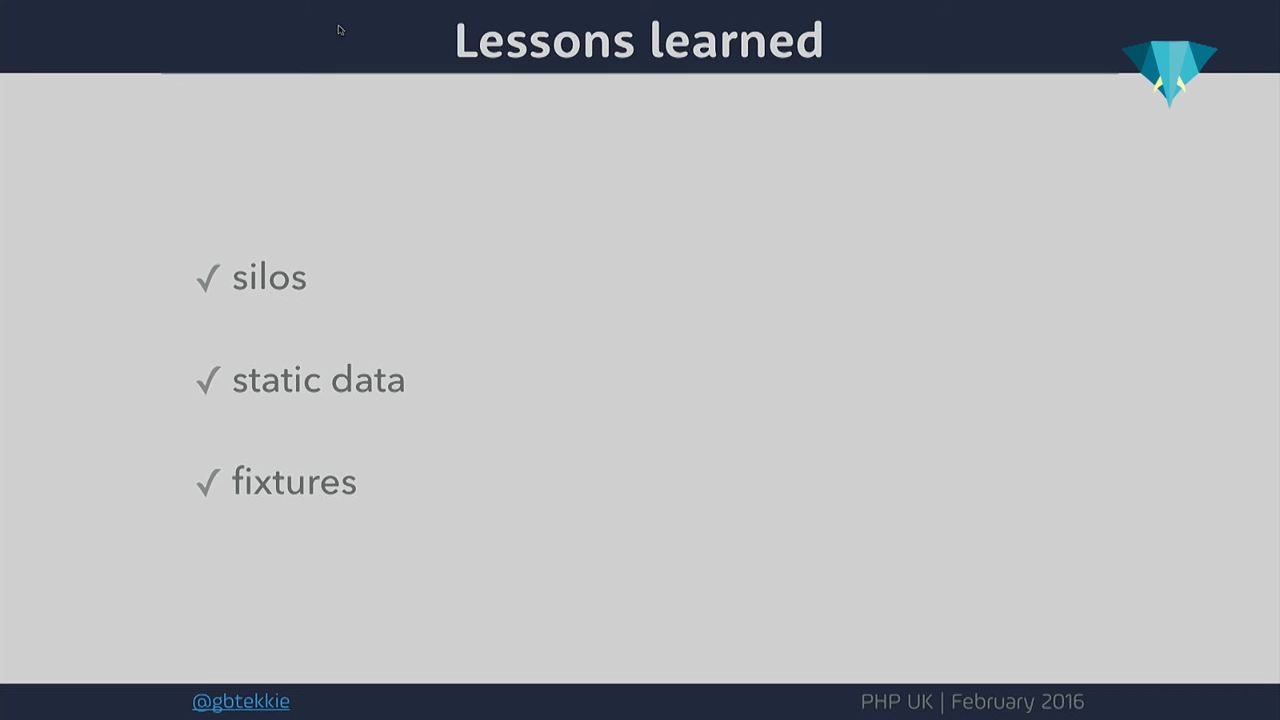 Lessons learned
✓ silos
✓ static data
✓ fixtures
@gbtekkie
PHP UK | February 2016